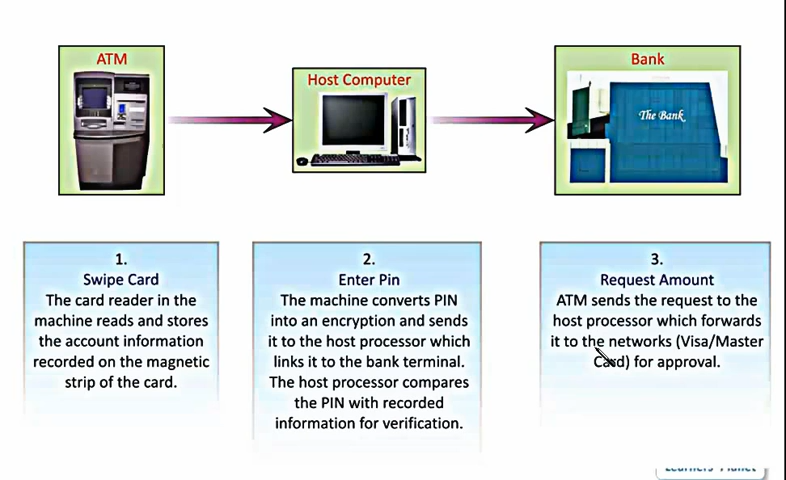 ATM
Host Computer
Bank
The Bank
1.
Swipe Card
The card reader in the
machine reads and stores
the account information
recorded on the magnetic
strip of the card.
2.
Enter Pin
The machine converts PIN
into an encryption and sends
it to the host processor which
links it to the bank terminal.
The host processor compares
the PIN with recorded
information for verification.
3.
Request Amount
ATM sends the request to the
host processor which forwards
it to the networks (Visa/Master
Card) for approval.
Learners' Planet